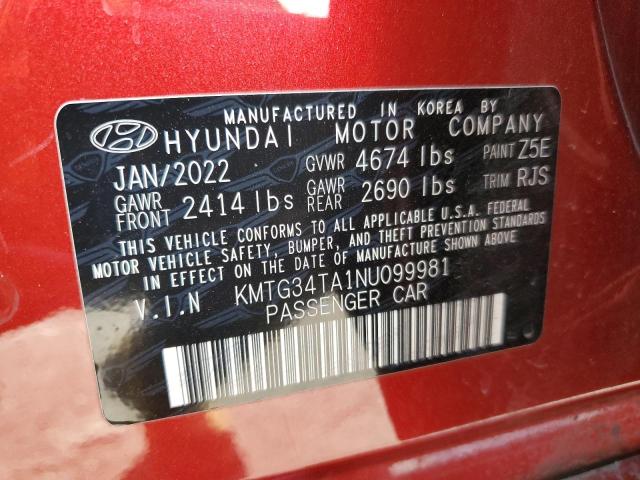 MANUFACTURED IN KOREA BY
HYUNDAI MOTOR COMPANY
JAN/2022 GVWR 4674 lbs PAINT Z5E
GAWR FRONT 2414 lbs GAWR REAR 2690 lbs TRIM RJS
THIS VEHICLE CONFORMS TO ALL APPLICABLE U.S.A. FEDERAL
MOTOR VEHICLE SAFETY, BUMPER, AND THEFT PREVENTION STANDARDS
IN EFFECT ON THE DATE OF MANUFACTURE SHOWN ABOVE.
V.I.N KMTG34TA1NU099981
PASSENGER CAR